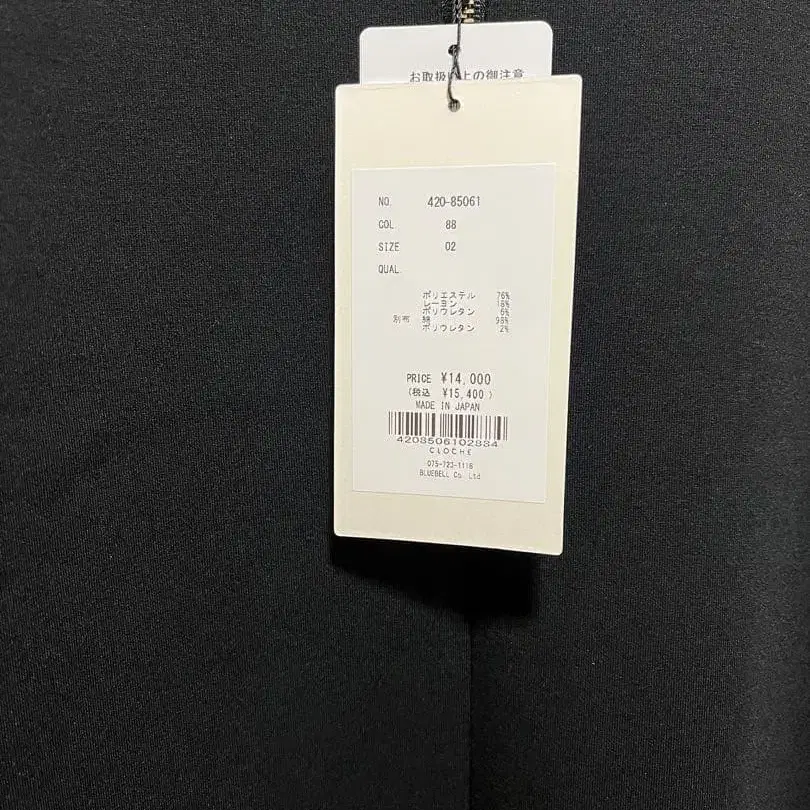 お取扱い上の御注意
NO. 420-85061
COL. 88
SIZE 02
QUAL.
ポリエステル 76%
レーヨン 18%
ポリウレタン 6%
別布 綿 98%
ポリウレタン 2%
PRICE ¥14,000
(税込 ¥15,400 )
MADE IN JAPAN
4208506102884
CLOCHE
075-723-1116
BLUEBELL Co. Ltd